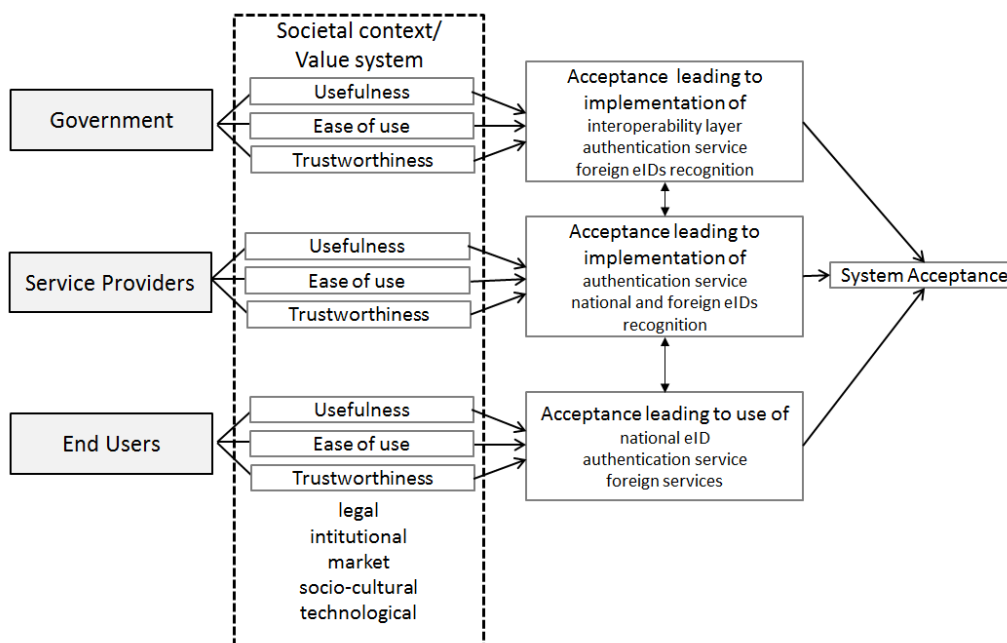 Societal context/
Value system
Government
Usefulness
Ease of use
Trustworthiness
Acceptance leading to
implementation of
interoperability layer
authentication service
foreign eIDs recognition
Service Providers
Usefulness
Ease of use
Trustworthiness
Acceptance leading to
implementation of
authentication service
national and foreign eIDs
recognition
System Acceptance
End Users
Usefulness
Ease of use
Trustworthiness
Acceptance leading to use of
national eID
authentication service
foreign services
legal
intitutional
market
socio-cultural
technological